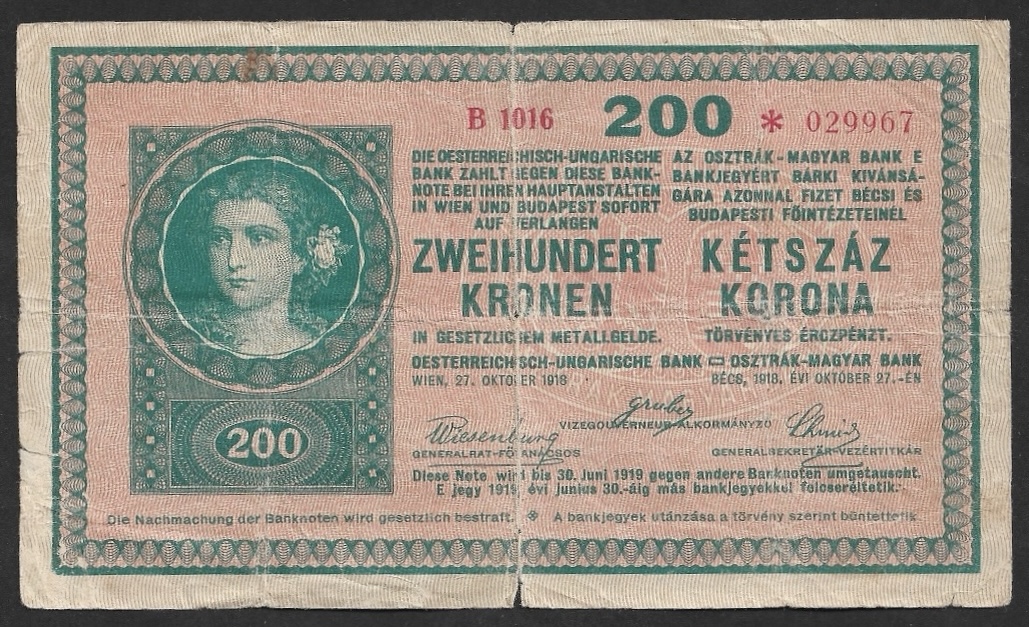 B 1016 200 * 029967
DIE OESTERREICHISCH-UNGARISCHE
BANK ZAHLT GEGEN DIESE BANK-
NOTE BEI IHREN HAUPTANSTALTEN
IN WIEN UND BUDAPEST SOFORT
AUF VERLANGEN
ZWEIHUNDERT
KRONEN
IN GESETZLICHEM METALLGELDE.
OESTERREICHISCH-UNGARISCHE BANK
WIEN, 27. OKTOBER 1918
AZ OSZTRÁK-MAGYAR BANK E
BANKJEGYÉRT BÁRKI KIVÁNSÁ-
GÁRA AZONNAL FIZET BÉCSI ÉS
BUDAPESTI FŐINTÉZETEINÉL
KÉTSZÁZ
KORONA
TÖRVÉNYES ÉRCZPÉNZT.
OSZTRÁK-MAGYAR BANK
BÉCS, 1918. ÉVI OKTÓBER 27.-ÉN
Gruber
VIZEGOUVERNEUR-ALKORMÁNYZÓ
Wiesenburg
GENERALRAT-FŐTANÁCSOS
Schmid
GENERALSEKRETÄR-VEZÉRTITKÁR
Diese Note wird bis 30. Juni 1919 gegen andere Banknoten umgetauscht.
E jegy 1919. évi junius 30.-áig más bankjegyekkel felcseréltetik.
200
Die Nachmachung der Banknoten wird gesetzlich bestraft. * A bankjegyek utánzása a törvény szerint büntettetik